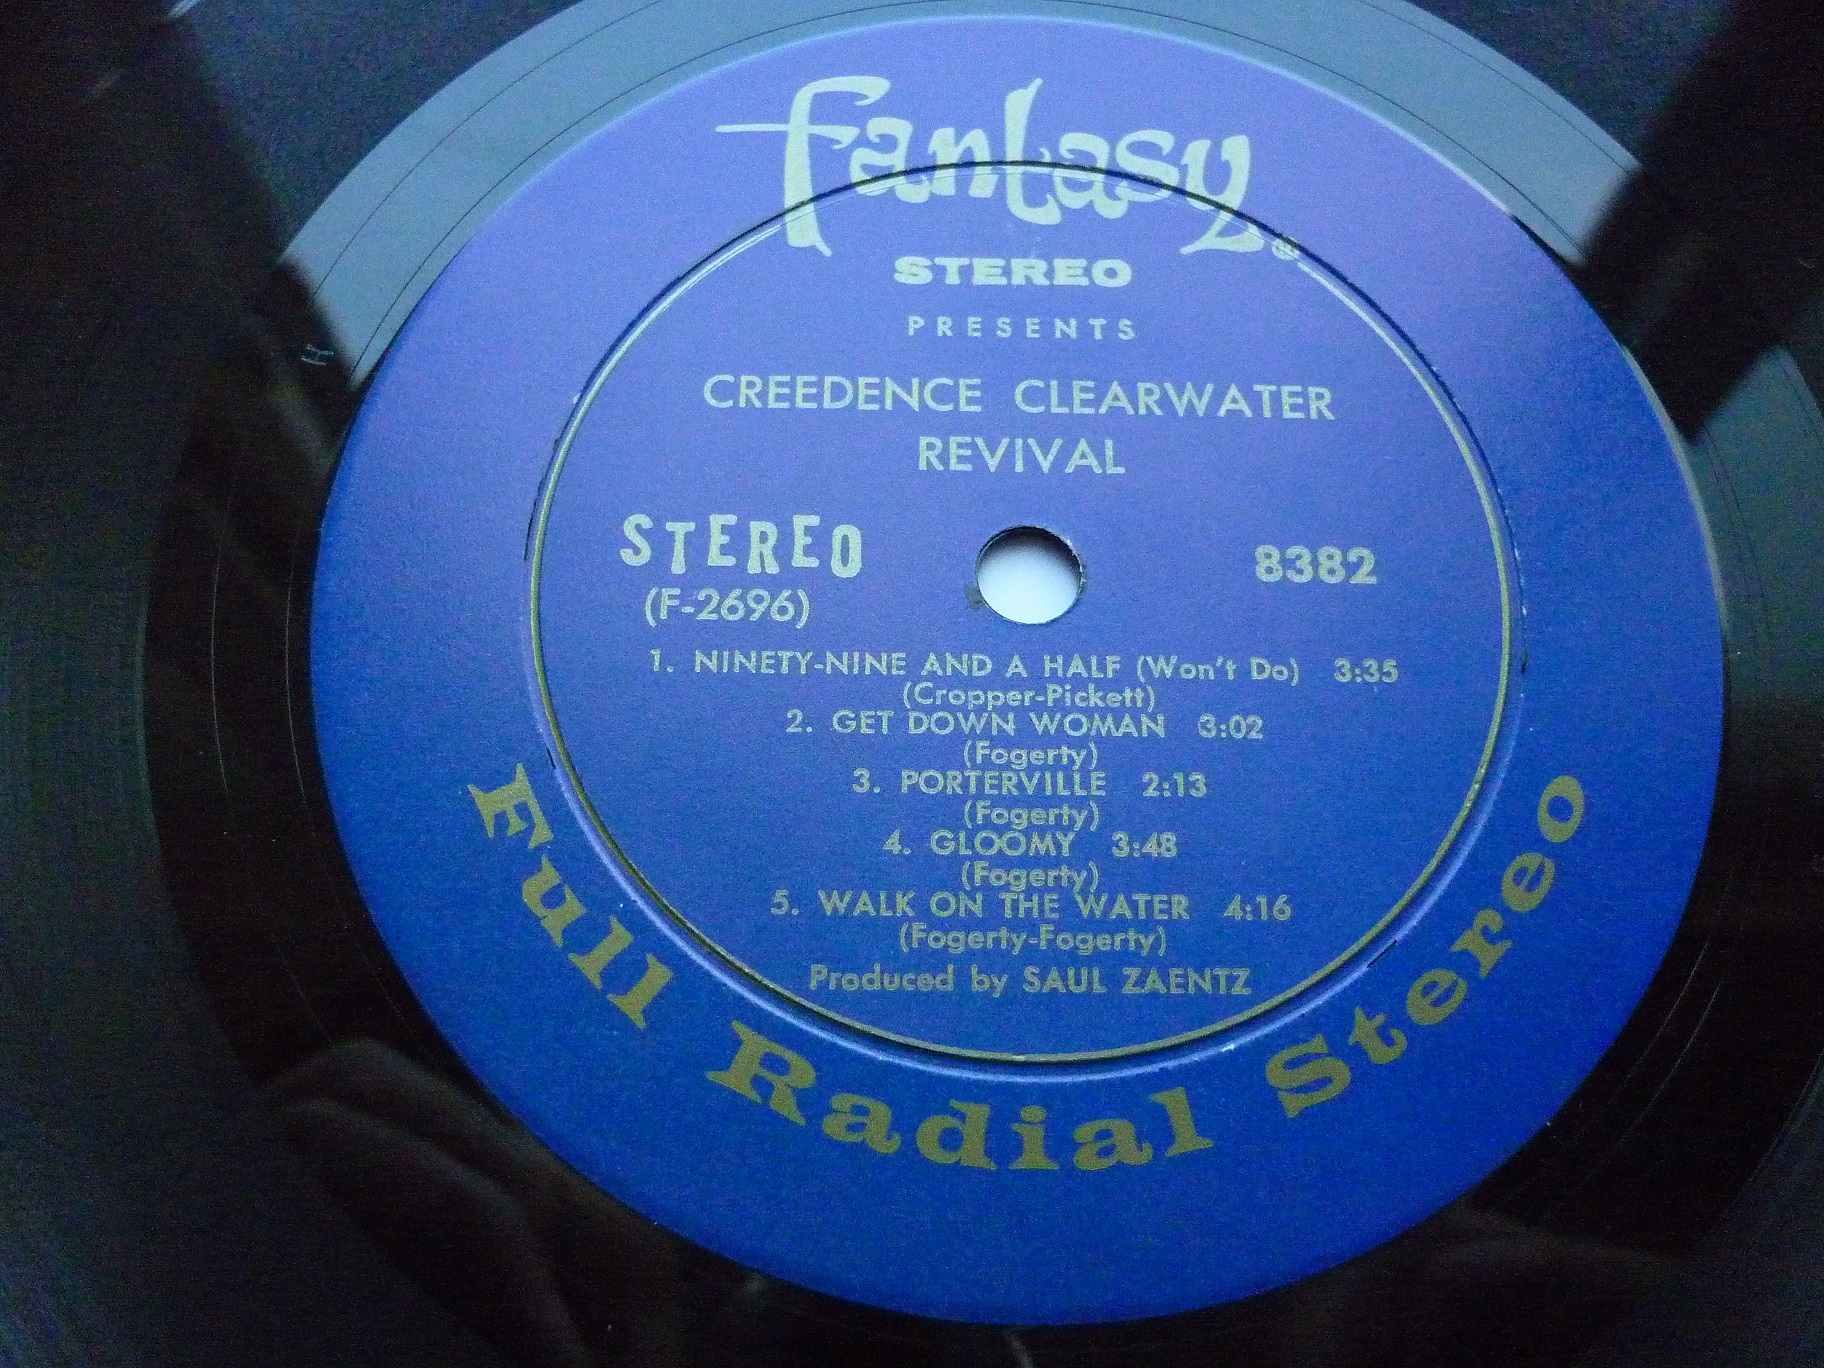 Fantasy®
STEREO
PRESENTS
CREEDENCE CLEARWATER
REVIVAL
STEREO 8382
(F-2696)
1. NINETY-NINE AND A HALF (Won't Do) 3:35
(Cropper-Pickett)
2. GET DOWN WOMAN 3:02
(Fogerty)
3. PORTERVILLE 2:13
(Fogerty)
4. GLOOMY 3:48
(Fogerty)
5. WALK ON THE WATER 4:16
(Fogerty-Fogerty)
Produced by SAUL ZAENTZ
Full Radial Stereo